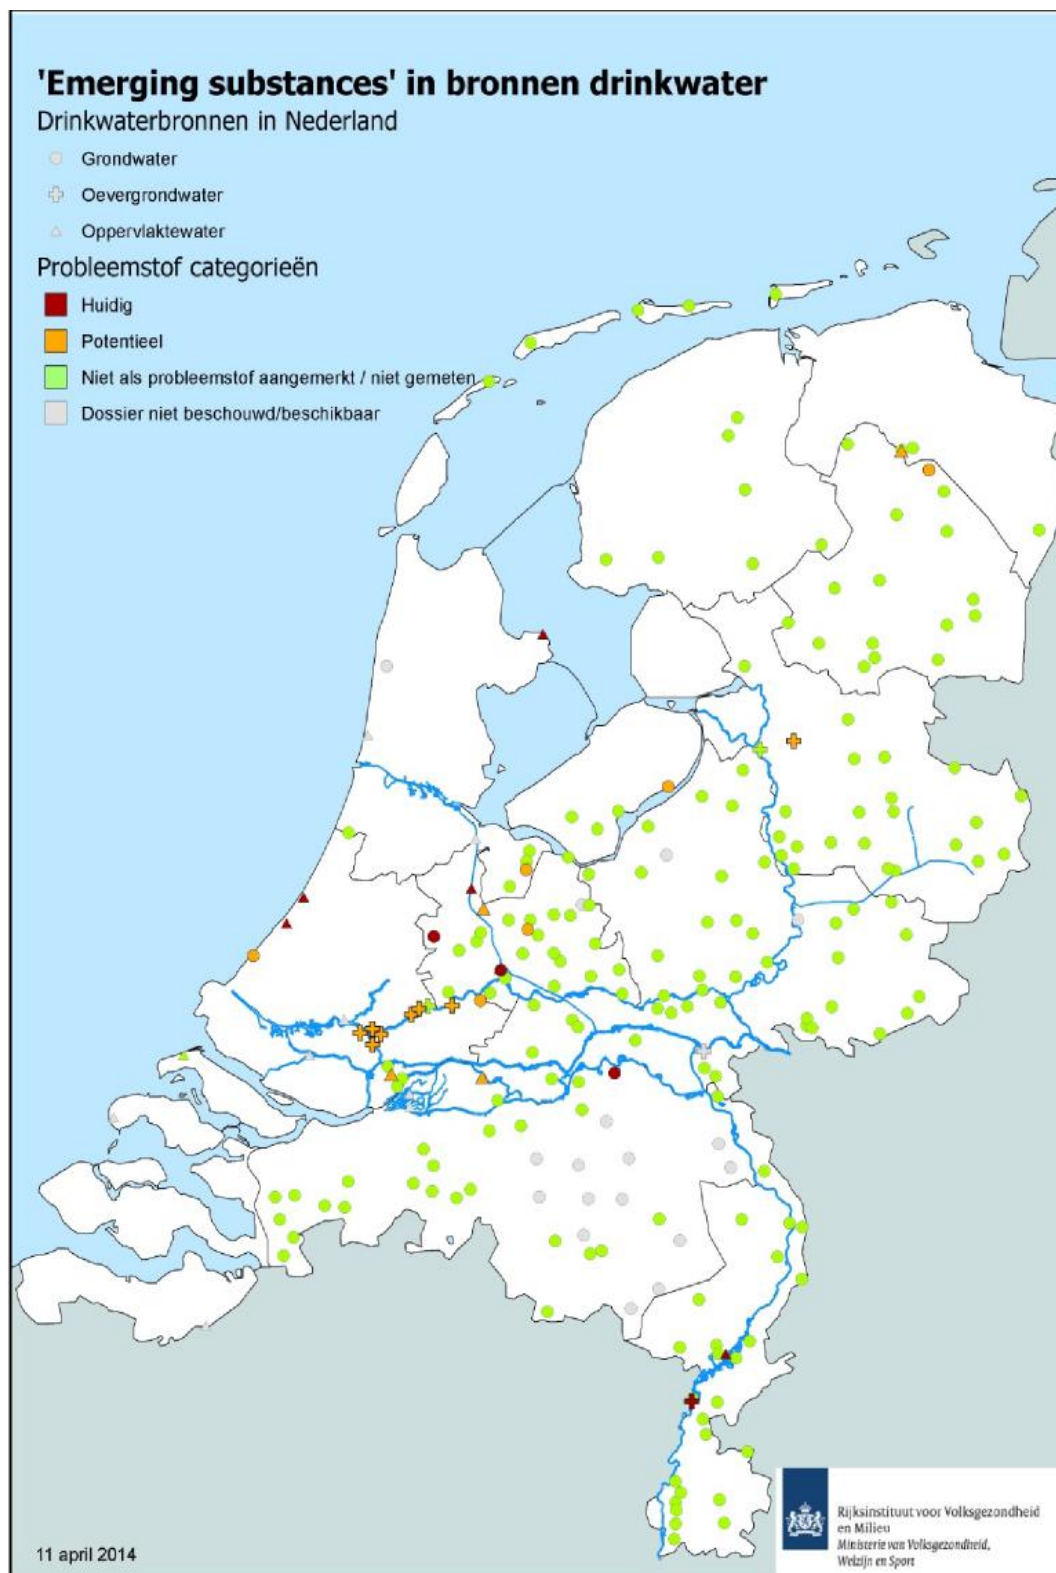 'Emerging substances' in bronnen drinkwater
Drinkwaterbronnen in Nederland
Grondwater
Oevergrondwater
Oppervlaktewater
Probleemstof categorieën
Huidig
Potentieel
Niet als probleemstof aangemerkt / niet gemeten
Dossier niet beschouwd/beschikbaar
11 april 2014
Rijksinstituut voor Volksgezondheid
en Milieu
Ministerie van Volksgezondheid,
Welzijn en Sport